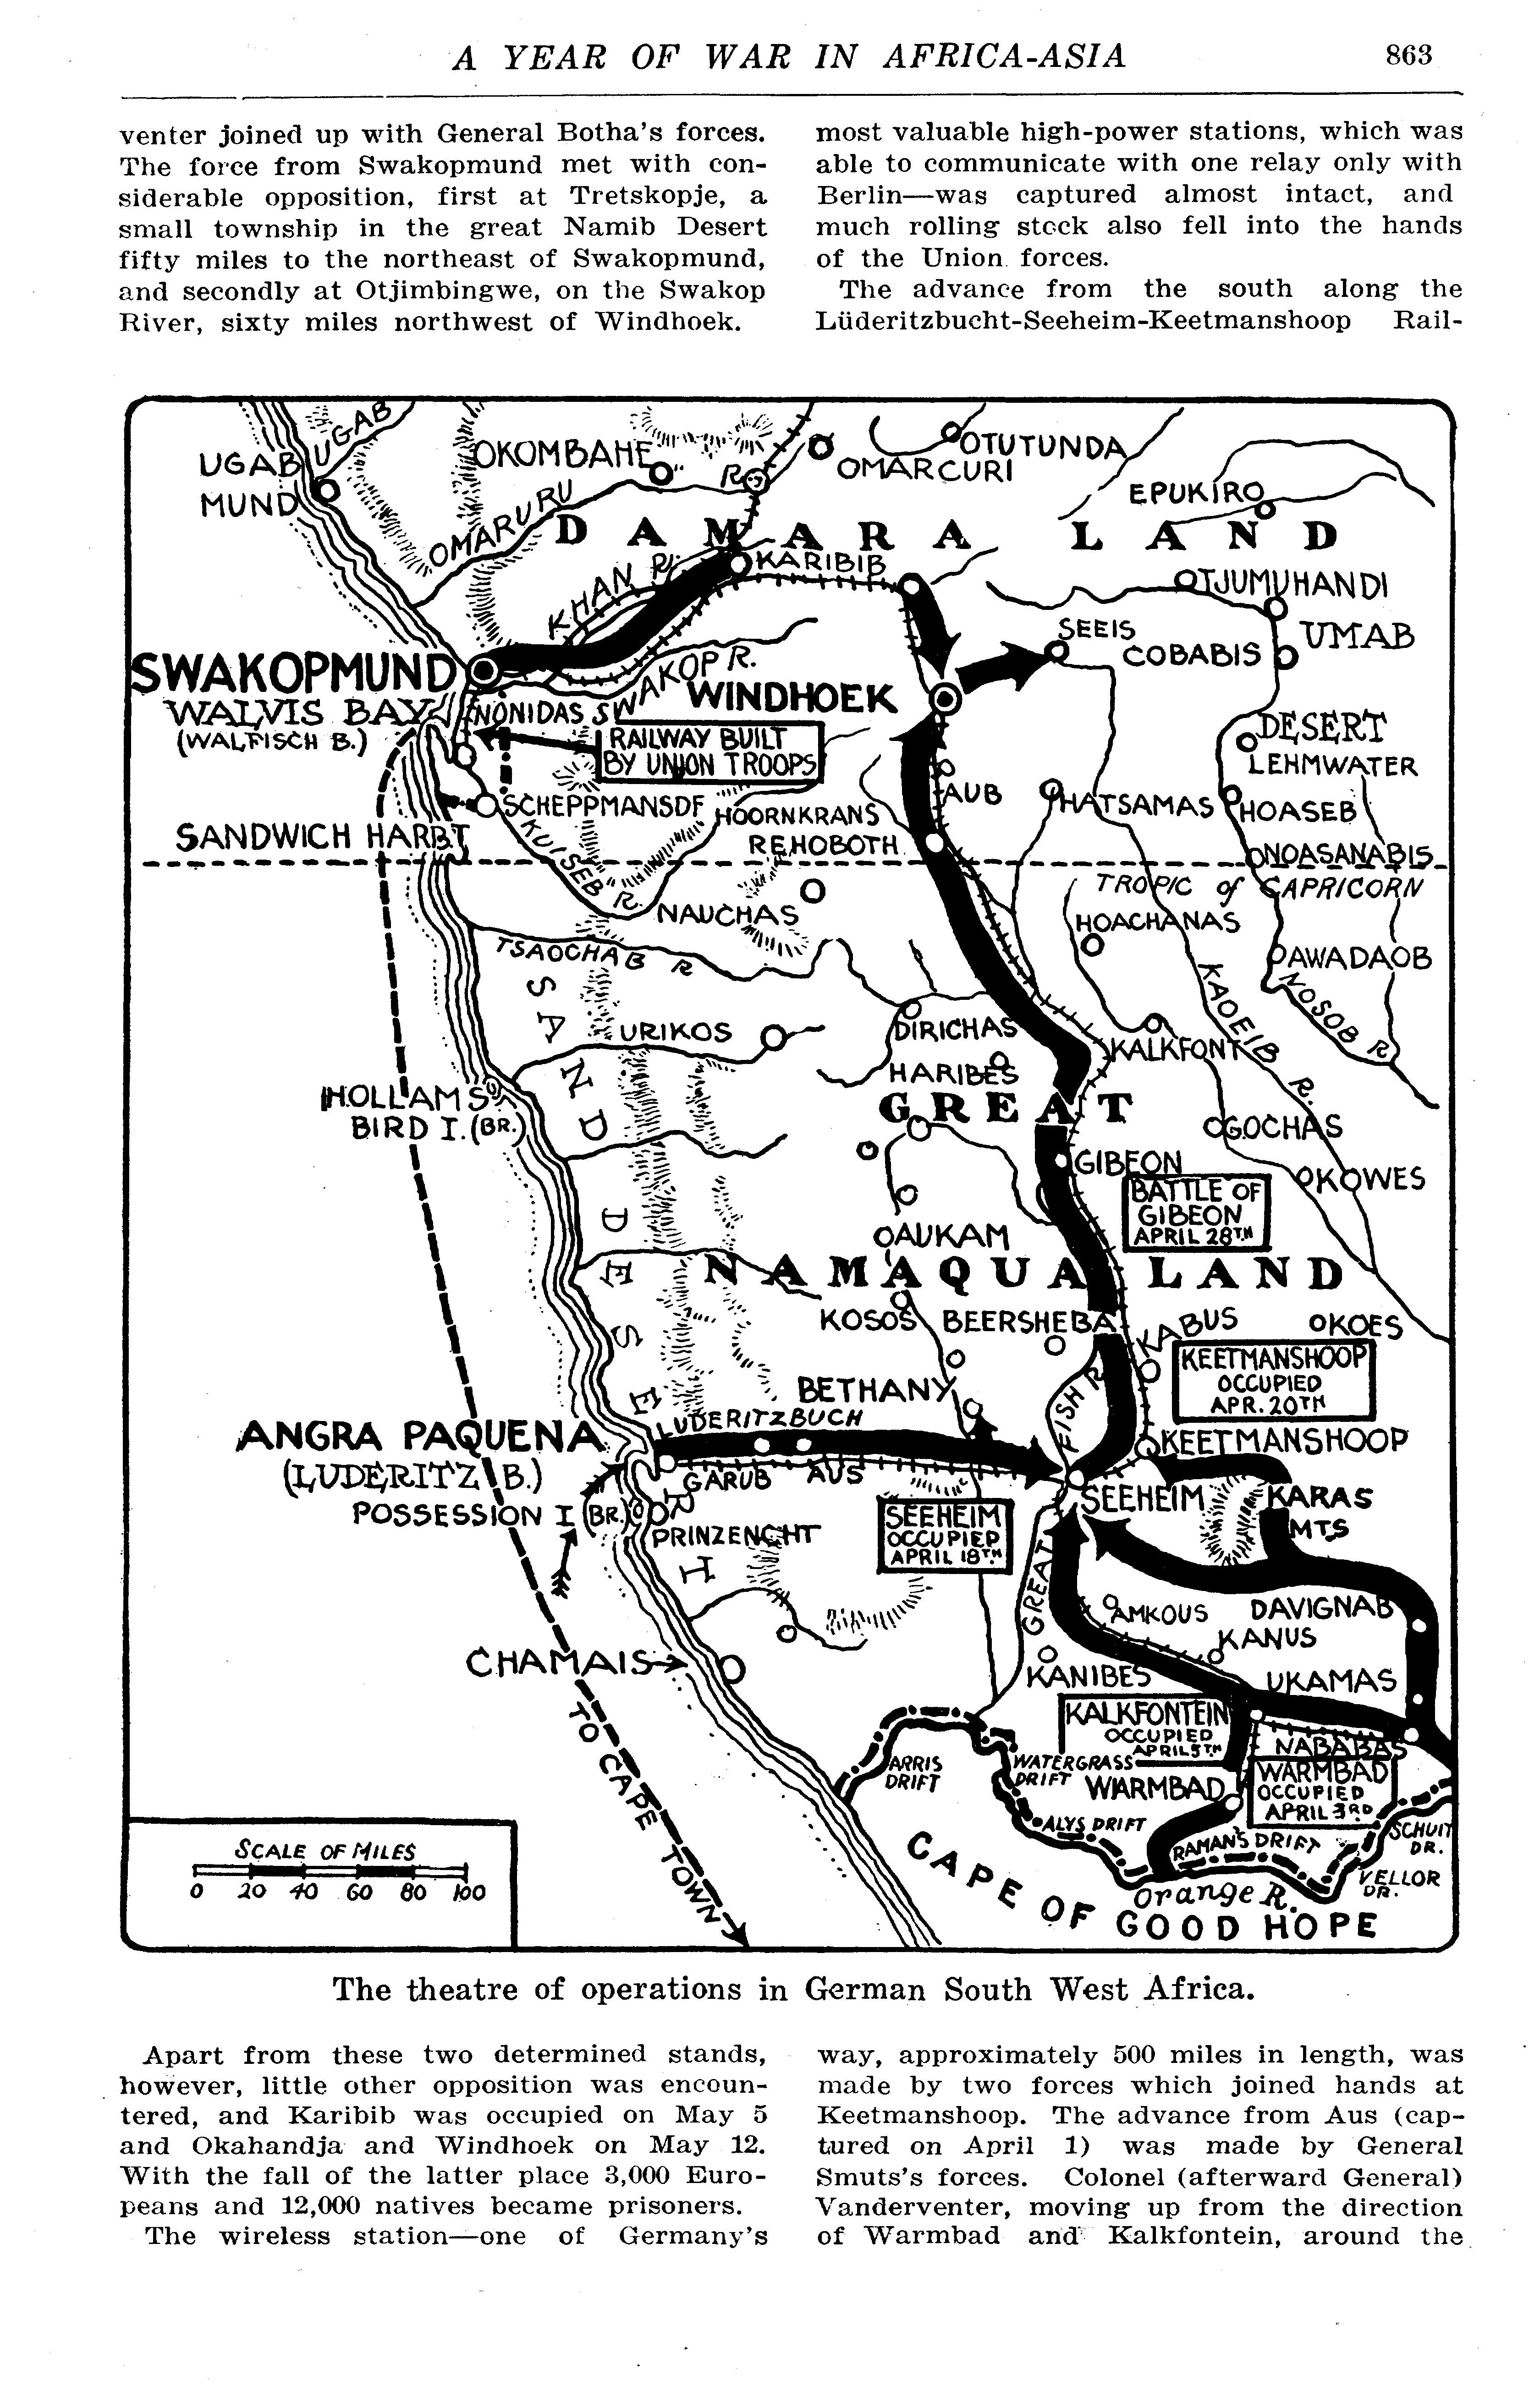 A YEAR OF WAR IN AFRICA-ASIA
863
venter joined up with General Botha's forces.
The force from Swakopmund met with con-
siderable opposition, first at Tretskopje, a
small township in the great Namib Desert
fifty miles to the northeast of Swakopmund,
and secondly at Otjimbingwe, on the Swakop
River, sixty miles northwest of Windhoek.
most valuable high-power stations, which was
able to communicate with one relay only with
Berlin—was captured almost intact, and
much rolling stock also fell into the hands
of the Union forces.
The advance from the south along the
Lüderitzbucht-Seeheim-Keetmanshoop Rail-
UGAB
UGAB
MUND
OKOMBAHE
R.
OMARCURI
OTUTUNDA
EPUKIRO
OMARURU
DAMARA LAND
KHAN R.
KARIBIB
OTJUMUHANDI
SEEIS
COBABIS
UMAB
SWAKOPMUND
SWAKOP R.
WINDHOEK
WALVIS BAY
(WALFISCH B.)
NONIDAS
RAILWAY BUILT
BY UNION TROOPS
DESERT
LEHMWATER
SCHEPPMANSDF
HOORNKRANS
AUB
HATSAMAS
HOASEB
SANDWICH HARBT
KUISEB R.
REHOBOTH
NOASANABIS
TROPIC of CAPRICORN
NAUCHAS
HOACHANAS
TSAOCHAB R
AWADAOB
KAOEIB R.
NOSOB R
SAND DESERT
URIKOS
DIRICHAS
KALKFONT
HARIBES
HOLLAMS
BIRD I. (BR.)
GREAT
GOCHAS
GIBEON
KOWES
BATTLE OF
GIBEON
APRIL 28TH
AUKAM
NAMAQUA LAND
KOSOS
BEERSHEBA
KABUS
OKOES
KEETMANSHOOP
OCCUPIED
APR. 20TH
BETHANY
FISH R
LUDERITZBUCH
ANGRA PAQUENA
(LUDERITZ B.)
GARUB
AUS
KEETMANSHOOP
POSSESSION I (BR.)
PRINZENCHT
SEEHEIM
OCCUPIED
APRIL 18TH
SEEHEIM
KARAS
MTS
GREAT
AMKOUS
DAVIGNAB
KANUS
CHAMAIS
KANIBES
UKAMAS
KALKFONTEIN
OCCUPIED
APRIL 5TH
NABABAS
ARRIS
DRIFT
WATERGRASS
DRIFT
WARMBAD
WARMBAD
OCCUPIED
APRIL 3RD
TO CAPE TOWN
ALYS DRIFT
RAMAN'S DRIFT
SCHUIT
DR.
VELLOR
DR.
Orange R.
CAPE OF GOOD HOPE
SCALE OF MILES
0 20 40 60 80 100
The theatre of operations in German South West Africa.
Apart from these two determined stands,
however, little other opposition was encoun-
tered, and Karibib was occupied on May 5
and Okahandja and Windhoek on May 12.
With the fall of the latter place 3,000 Euro-
peans and 12,000 natives became prisoners.
The wireless station—one of Germany's
way, approximately 500 miles in length, was
made by two forces which joined hands at
Keetmanshoop. The advance from Aus (cap-
tured on April 1) was made by General
Smuts's forces. Colonel (afterward General)
Vanderventer, moving up from the direction
of Warmbad and Kalkfontein, around the